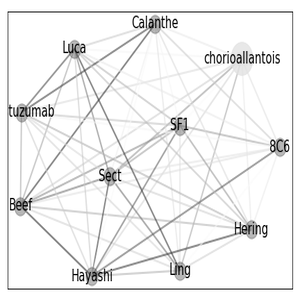 Calanthe
Luca
chorioallantois
tuzumab
SF1
8C6
Sect
Beef
Hering
Hayashi
Ling